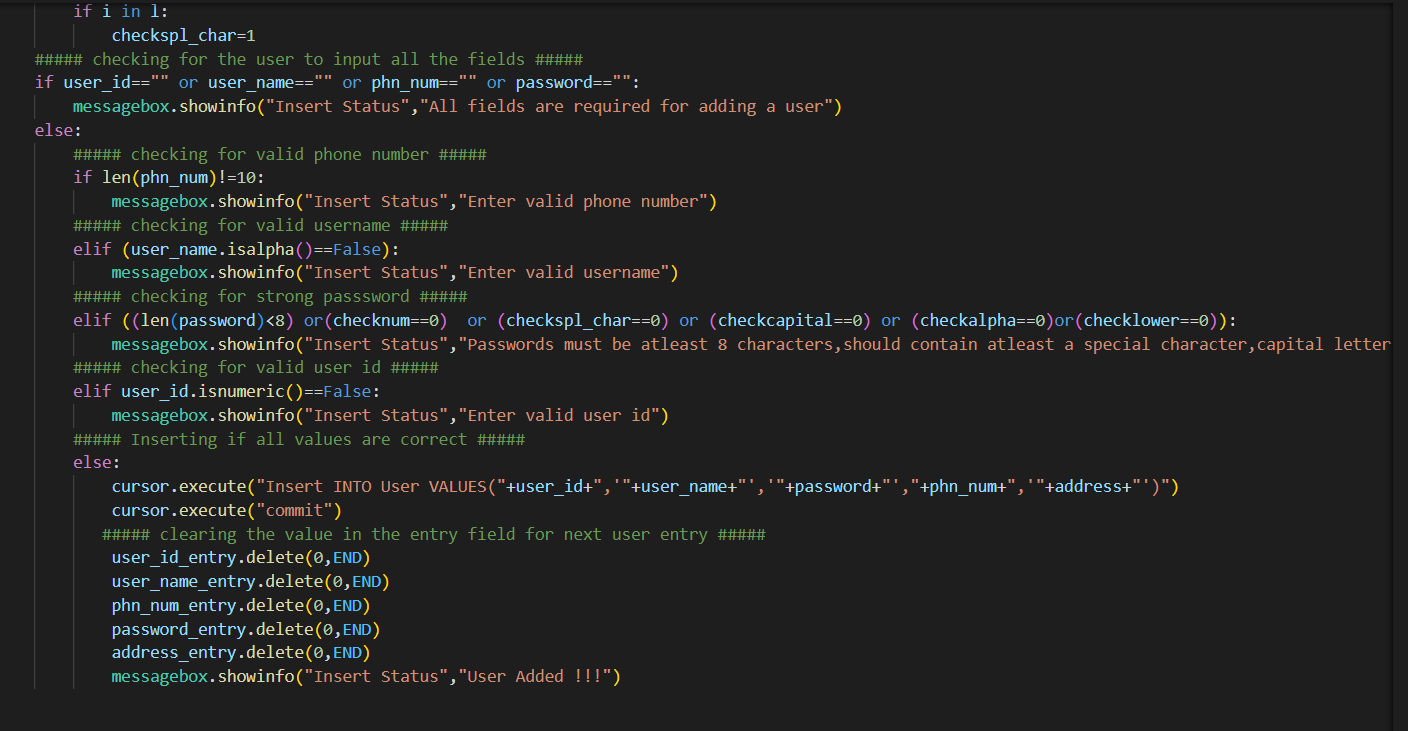 if i in l:
checkspl_char=1
##### checking for the user to input all the fields #####
if user_id=="" or user_name=="" or phn_num=="" or password=="":
messagebox.showinfo("Insert Status","All fields are required for adding a user")
else:
##### checking for valid phone number #####
if len(phn_num)!=10:
messagebox.showinfo("Insert Status","Enter valid phone number")
##### checking for valid username #####
elif (user_name.isalpha()==False):
messagebox.showinfo("Insert Status","Enter valid username")
##### checking for strong passsword #####
elif ((len(password)<8) or(checknum==0)  or (checkspl_char==0) or (checkcapital==0) or (checkalpha==0)or(checklower==0)):
messagebox.showinfo("Insert Status","Passwords must be atleast 8 characters,should contain atleast a special character,capital letter
##### checking for valid user id #####
elif user_id.isnumeric()==False:
messagebox.showinfo("Insert Status","Enter valid user id")
##### Inserting if all values are correct #####
else:
cursor.execute("Insert INTO User VALUES("+user_id+",'"+user_name+"','"+password+"',"+phn_num+",'"+address+"')")
cursor.execute("commit")
##### clearing the value in the entry field for next user entry #####
user_id_entry.delete(0,END)
user_name_entry.delete(0,END)
phn_num_entry.delete(0,END)
password_entry.delete(0,END)
address_entry.delete(0,END)
messagebox.showinfo("Insert Status","User Added !!!")